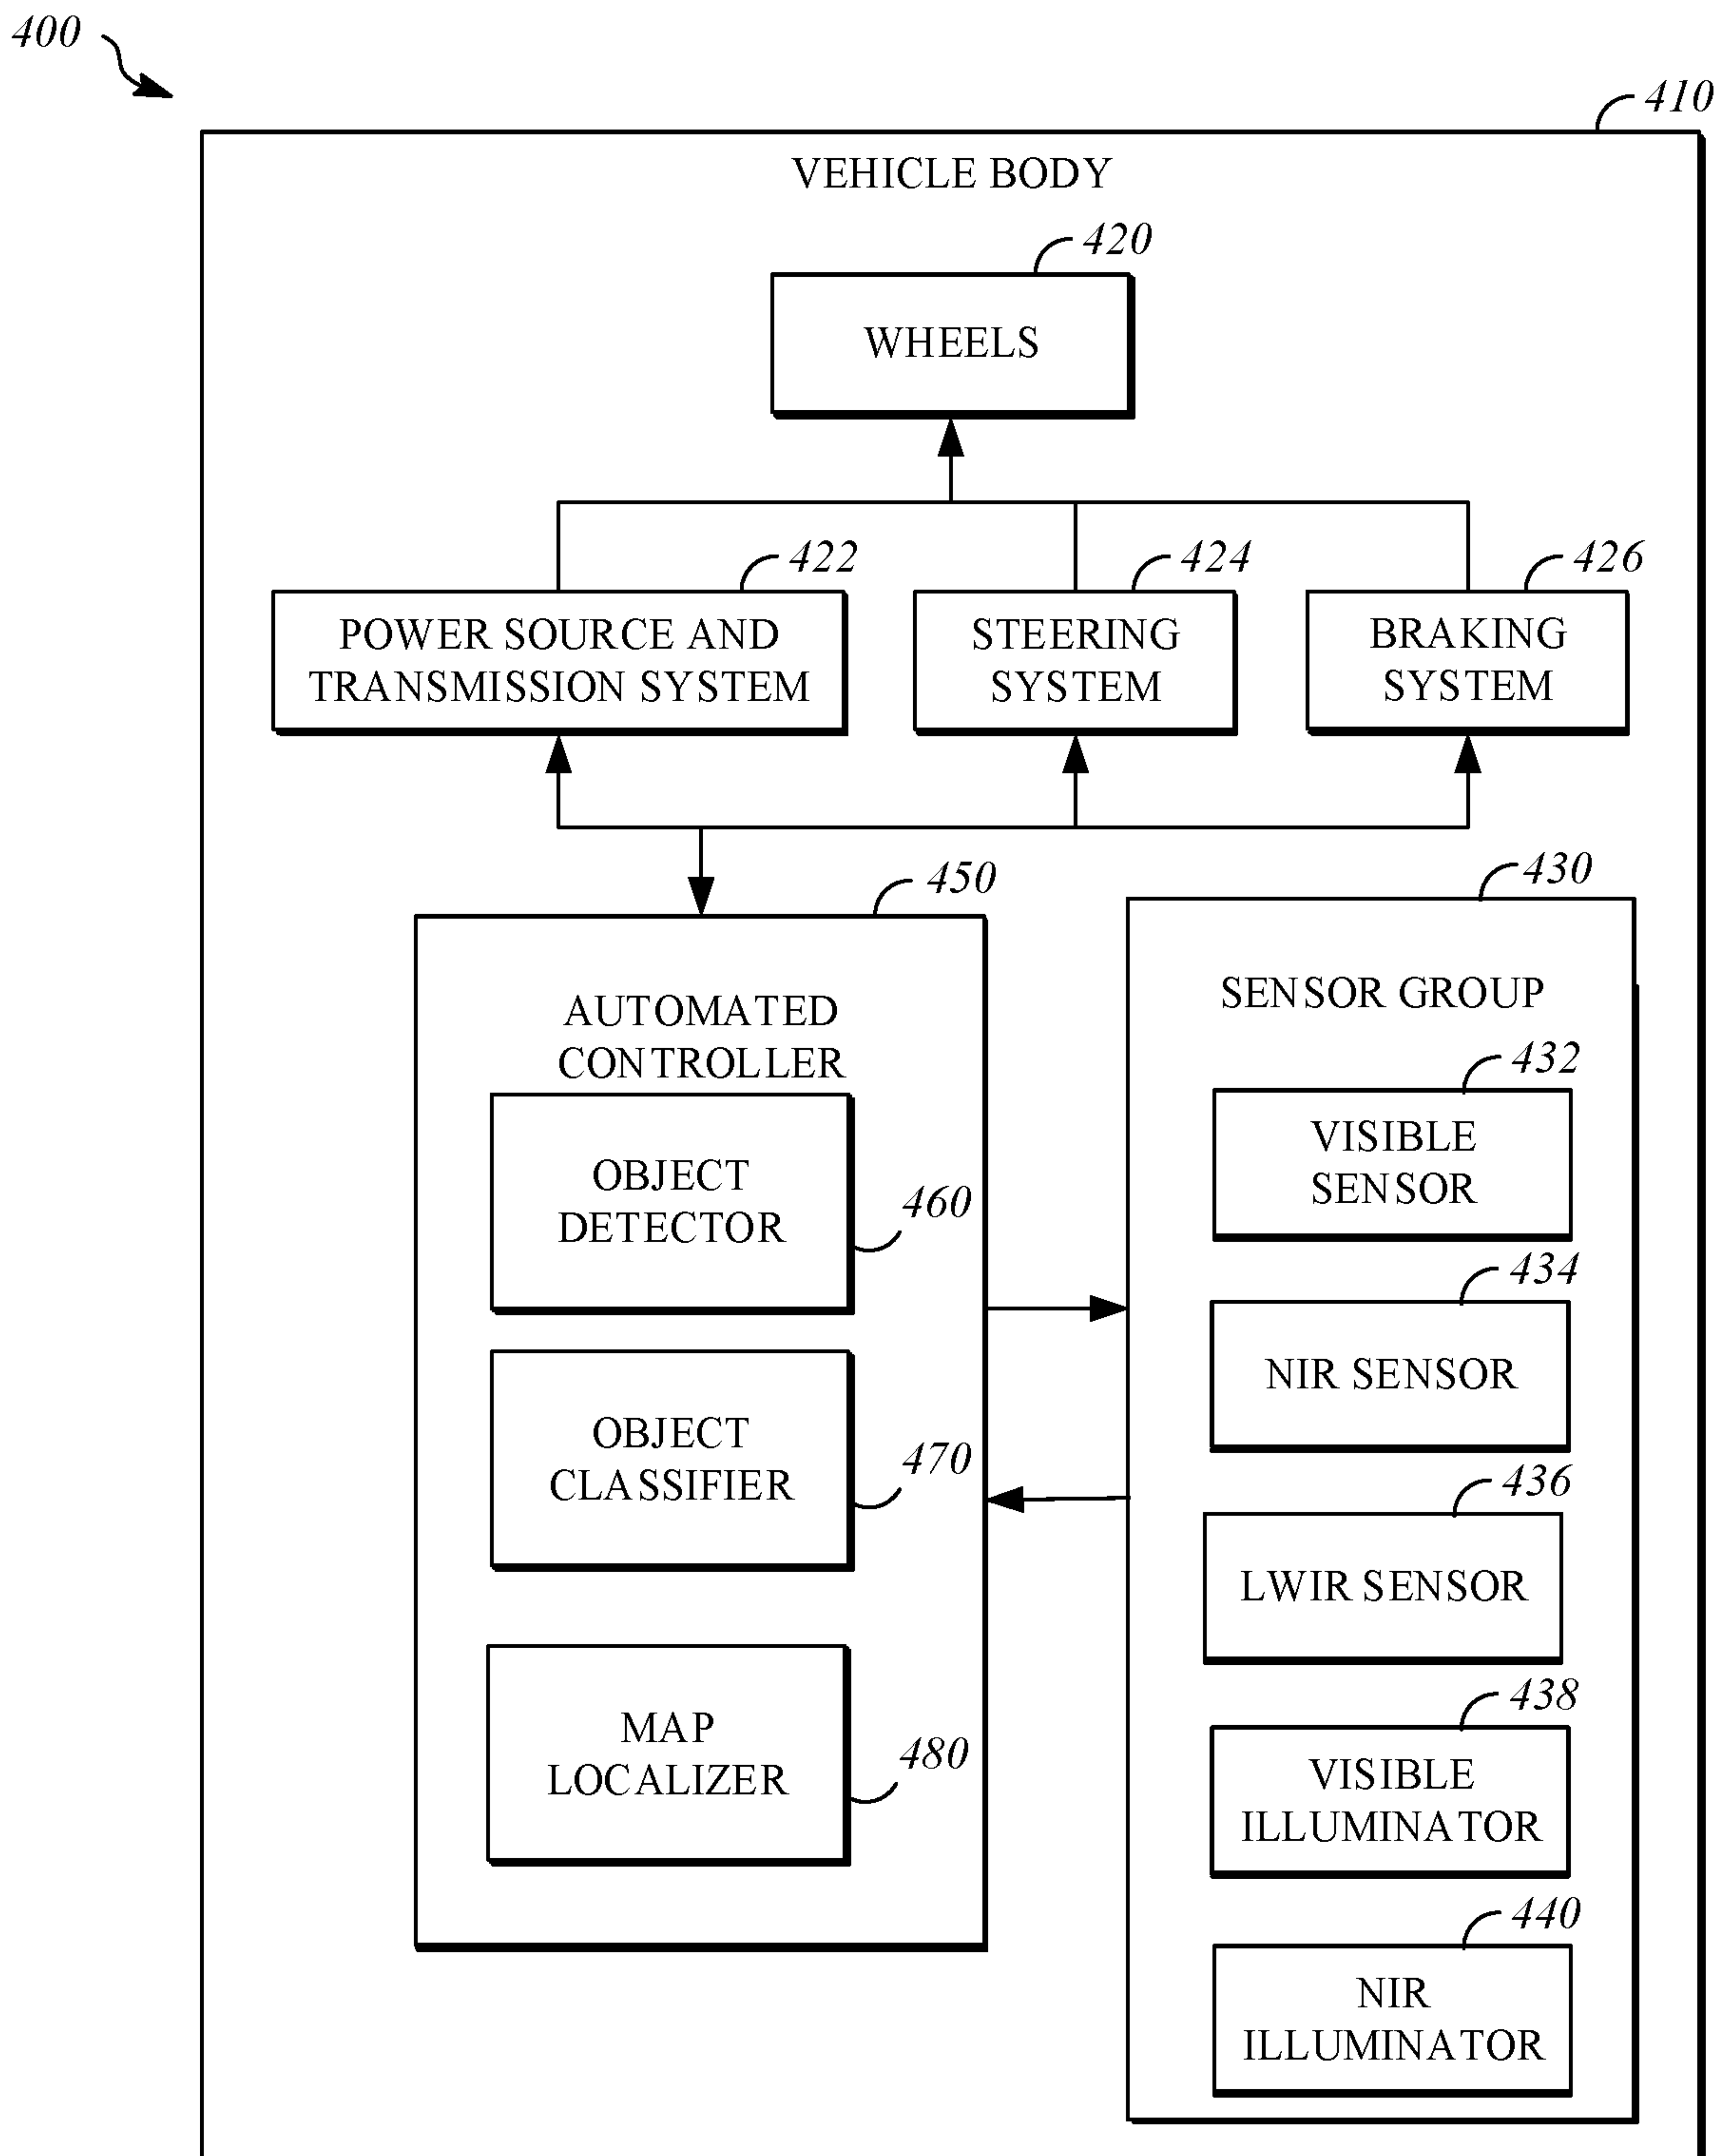 400
410
VEHICLE BODY
420
WHEELS
422
POWER SOURCE AND
TRANSMISSION SYSTEM
424
STEERING
SYSTEM
426
BRAKING
SYSTEM
450
AUTOMATED
CONTROLLER
OBJECT
DETECTOR
460
OBJECT
CLASSIFIER
470
MAP
LOCALIZER
480
430
SENSOR GROUP
432
VISIBLE
SENSOR
434
NIR SENSOR
436
LWIR SENSOR
438
VISIBLE
ILLUMINATOR
440
NIR
ILLUMINATOR